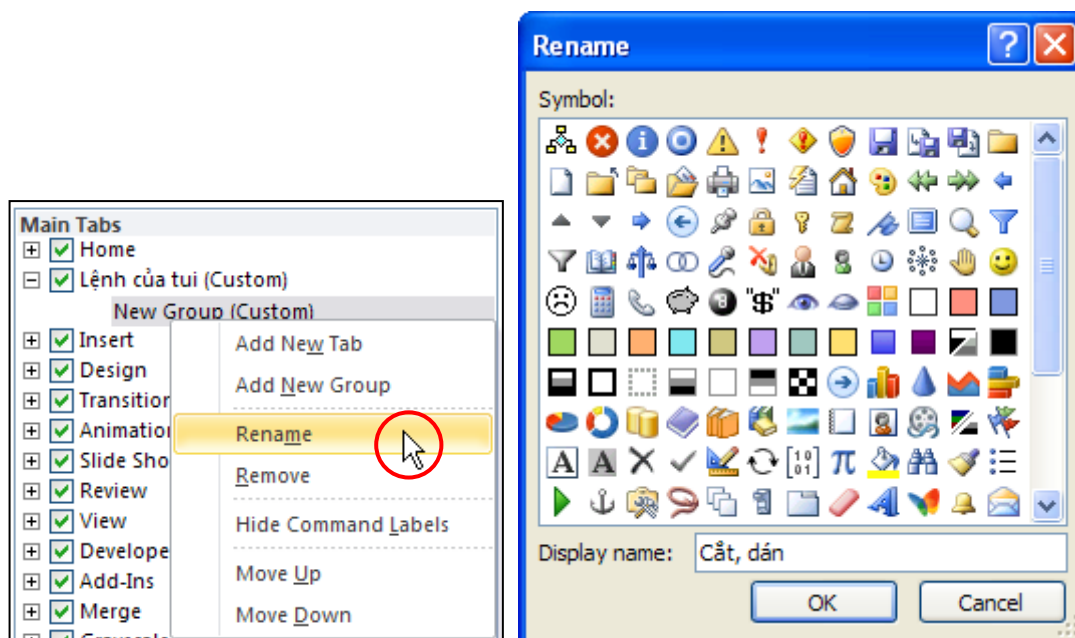 Main Tabs
Home
Lệnh của tui (Custom)
New Group (Custom)
Insert
Design
Transition
Animation
Slide Sho
Review
View
Develope
Add-Ins
Merge
Grayscale
Add New Tab
Add New Group
Rename
Remove
Hide Command Labels
Move Up
Move Down
Rename
Symbol:
"$"
A A
π
Display name: Cắt, dán
OK Cancel